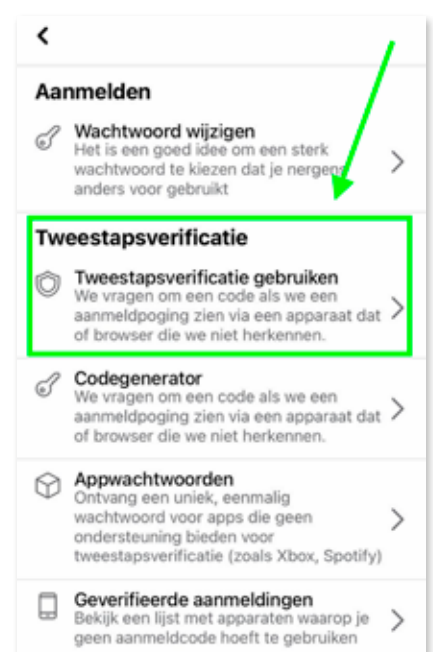 Aanmelden
Wachtwoord wijzigen
Het is een goed idee om een sterk
wachtwoord te kiezen dat je nergens
anders voor gebruikt
Tweestapsverificatie
Tweestapsverificatie gebruiken
We vragen om een code als we een
aanmeldpoging zien via een apparaat dat
of browser die we niet herkennen.
Codegenerator
We vragen om een code als we een
aanmeldpoging zien via een apparaat dat
of browser die we niet herkennen.
Appwachtwoorden
Ontvang een uniek, eenmalig
wachtwoord voor apps die geen
ondersteuning bieden voor
tweestapsverificatie (zoals Xbox, Spotify)
Geverifieerde aanmeldingen
Bekijk een lijst met apparaten waarop je
geen aanmeldcode hoeft te gebruiken